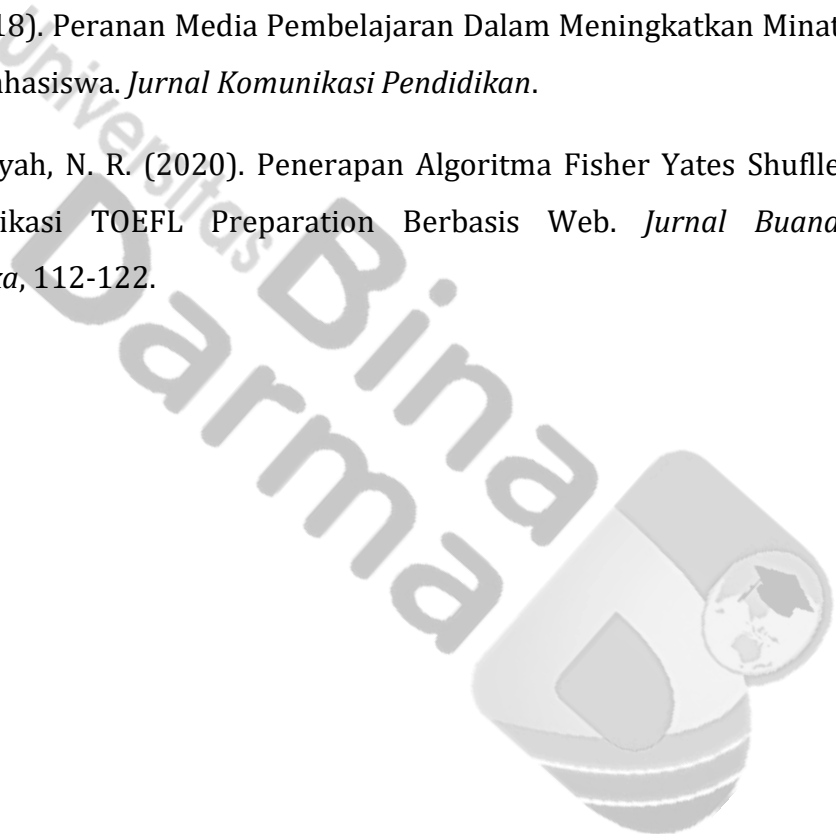 18). Peranan Media Pembelajaran Dalam Meningkatkan Minat
hasiswa. Jurnal Komunikasi Pendidikan.
yah, N. R. (2020). Penerapan Algoritma Fisher Yates Shuflle
ikasi TOEFL Preparation Berbasis Web. Jurnal Buana
a, 112-122.
Universitas
Bina
Darma